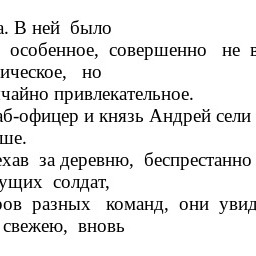 а. В ней было
особенное, совершенно не в
ическое, но
чайно привлекательное.
аб-офицер и князь Андрей сели
ше.
ехав за деревню, беспрестанно
ущих солдат,
ров разных команд, они увид
свежею, вновь